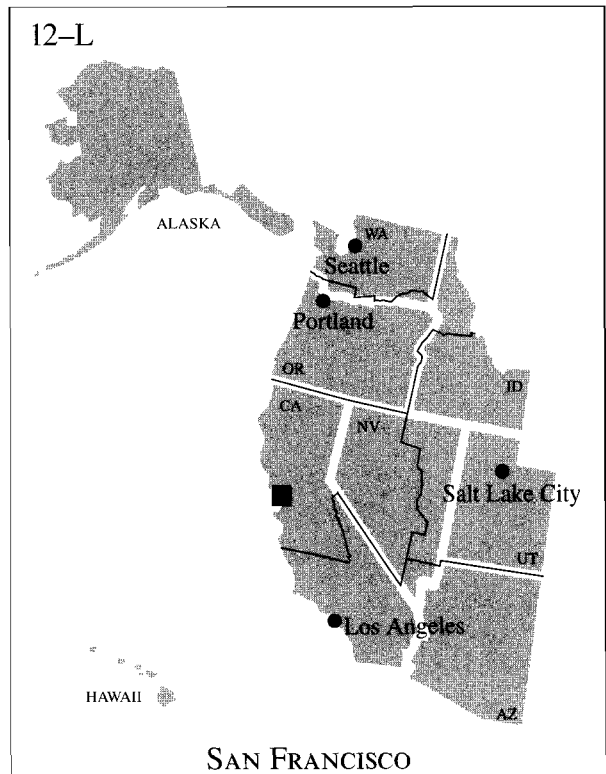 12–L
ALASKA
WA
Seattle
Portland
OR
CA
ID
NV
Salt Lake City
UT
Los Angeles
HAWAII
AZ
SAN FRANCISCO